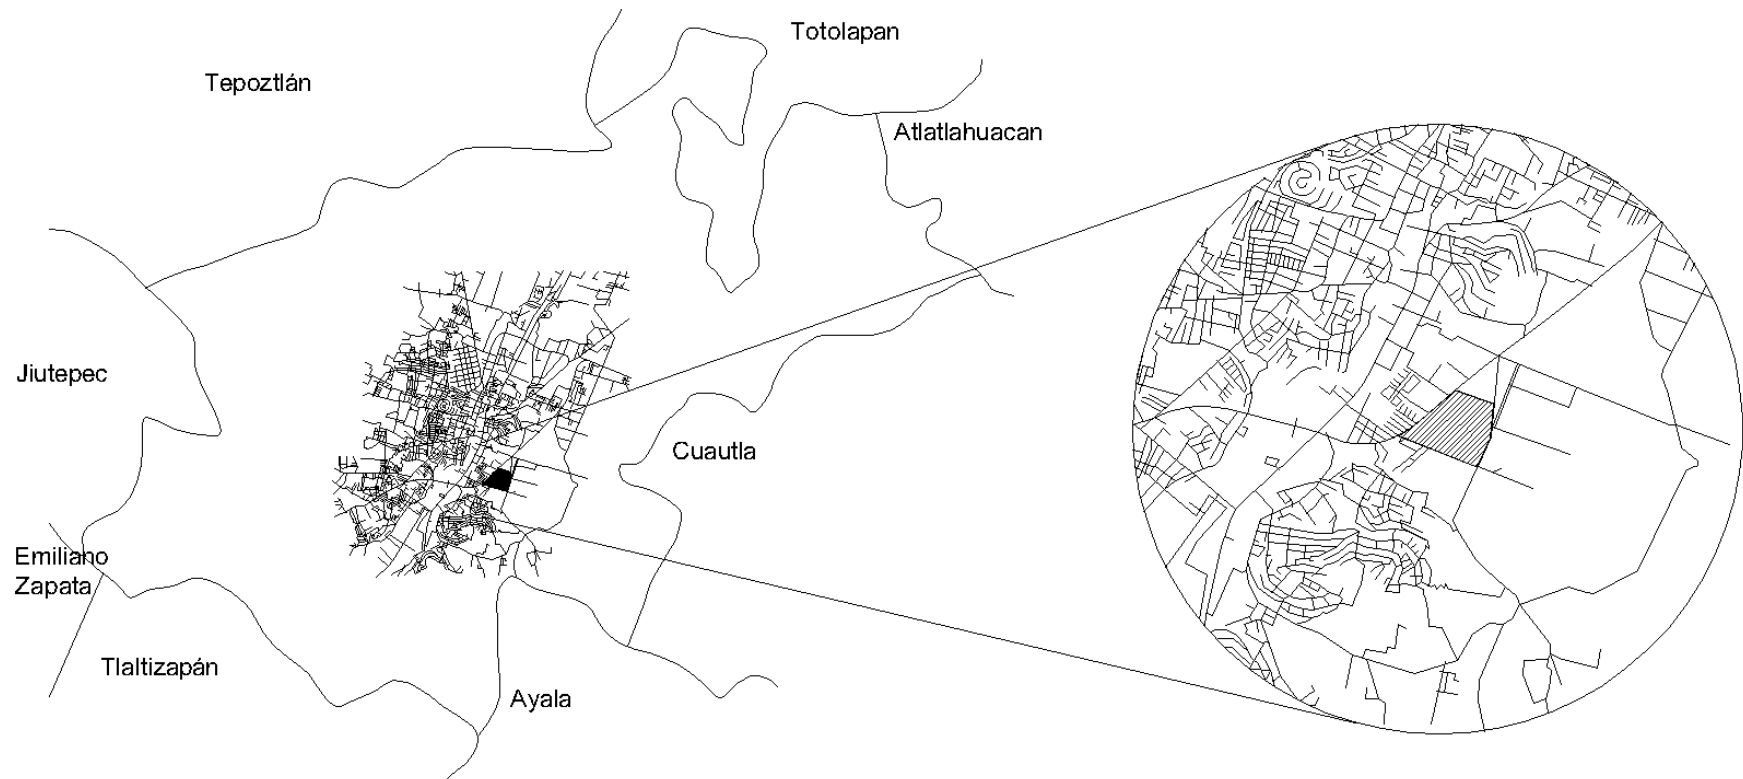 Totolapan
Tepoztlán
Atlatlahuacan
Jiutepec
Cuautla
Emiliano
Zapata
Tlaltizapán
Ayala